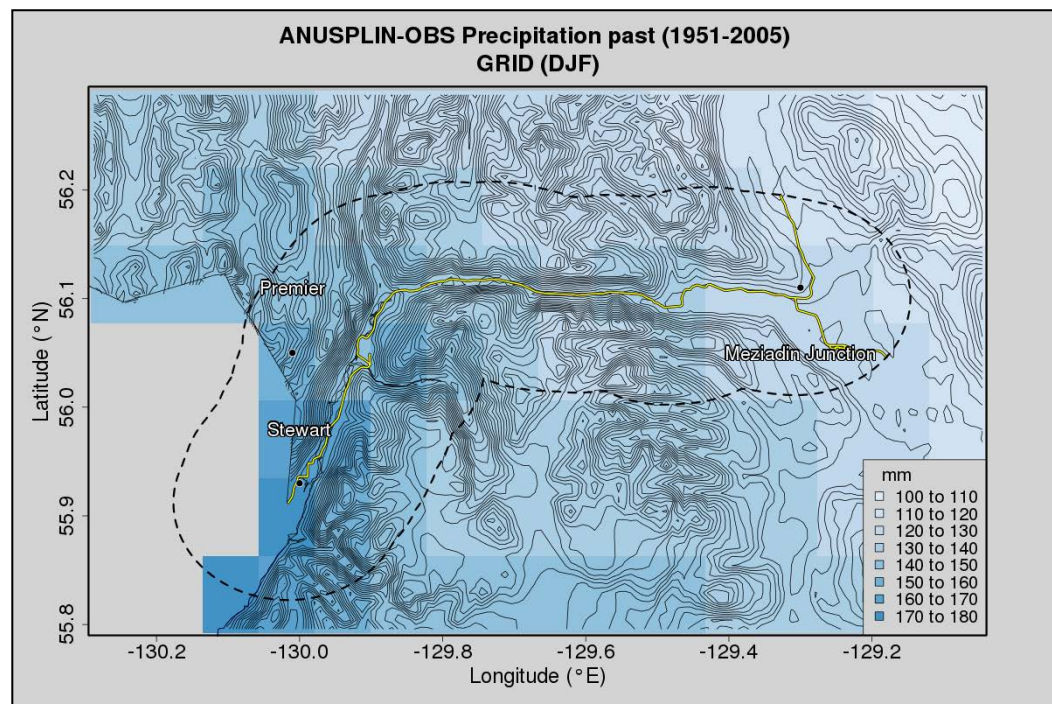 ANUSPLIN-OBS Precipitation past (1951-2005)
GRID (DJF)
Latitude (°N)
56.2
56.1
56.0
55.9
55.8
Premier
Stewart
Meziadin Junction
mm
100 to 110
110 to 120
120 to 130
130 to 140
140 to 150
150 to 160
160 to 170
170 to 180
-130.2 -130.0 -129.8 -129.6 -129.4 -129.2
Longitude (°E)